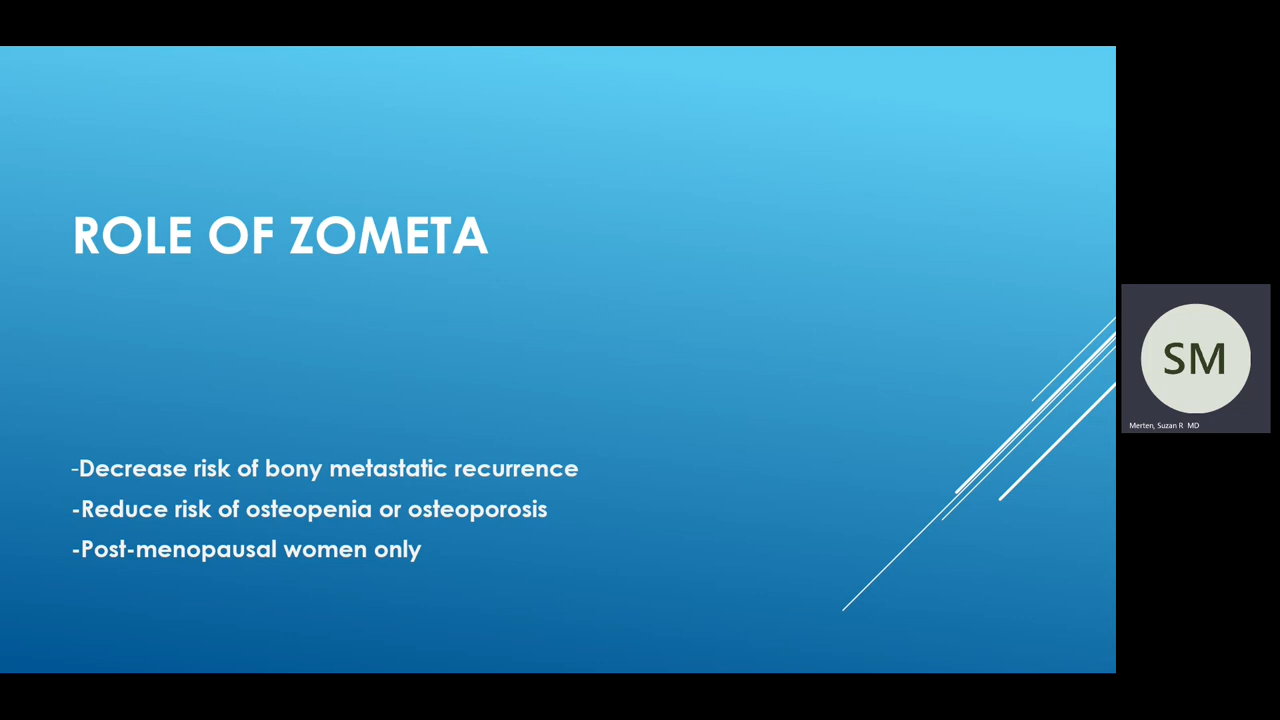 ROLE OF ZOMETA
-Decrease risk of bony metastatic recurrence
-Reduce risk of osteopenia or osteoporosis
-Post-menopausal women only
SM
Merten, Suzan R MD